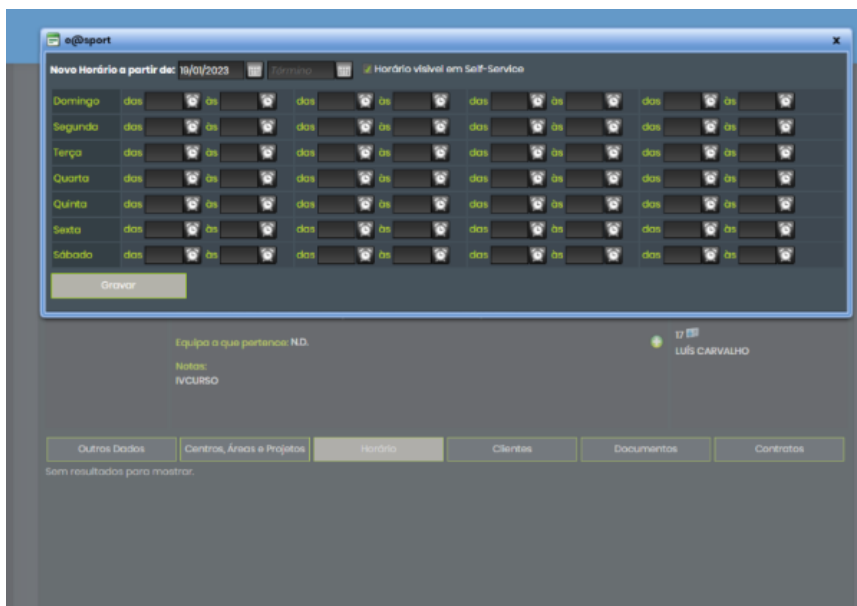 e@sport x
Novo Horário a partir de: 19/01/2023 Término Horário visível em Self-Service
Domingo das às das às das às das às
Segunda das às das às das às das às
Terça das às das às das às das às
Quarta das às das às das às das às
Quinta das às das às das às das às
Sexta das às das às das às das às
Sábado das às das às das às das às
Gravar
Equipa a que pertence: N.D.
17
LUÍS CARVALHO
Notas:
IVCURSO
Outros Dados Centros, Áreas e Projetos Horário Clientes Documentos Contratos
Sem resultados para mostrar.